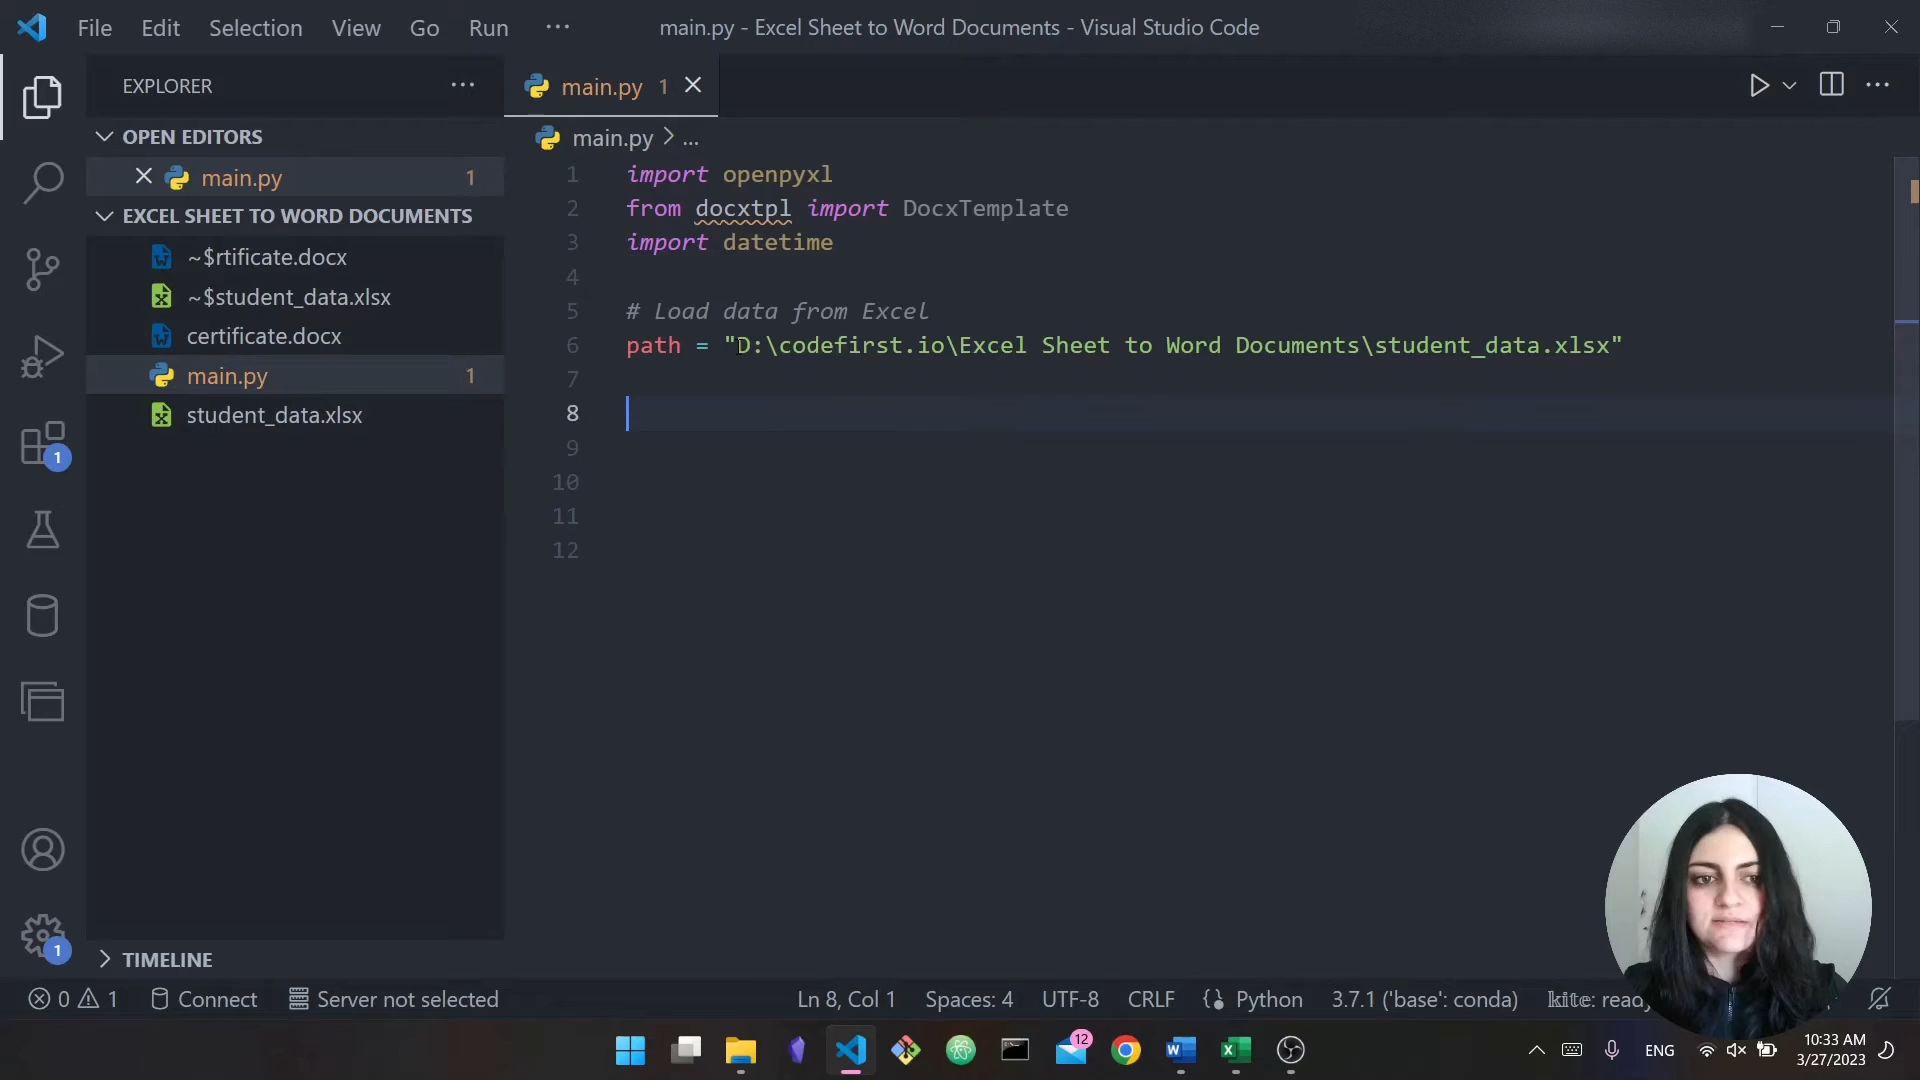 File Edit Selection View Go Run ...
main.py - Excel Sheet to Word Documents - Visual Studio Code
EXPLORER ...
main.py 1
OPEN EDITORS
main.py 1
EXCEL SHEET TO WORD DOCUMENTS
~$rtificate.docx
~$student_data.xlsx
certificate.docx
main.py 1
student_data.xlsx
TIMELINE
main.py > ...
1 import openpyxl
2 from docxtpl import DocxTemplate
3 import datetime
4
5 # Load data from Excel
6 path = "D:\codefirst.io\Excel Sheet to Word Documents\student_data.xlsx"
7
8
9
10
11
12
1
1
0 1 Connect Server not selected Ln 8, Col 1 Spaces: 4 UTF-8 CRLF Python 3.7.1 ('base': conda) kite: ready
12
ENG
10:33 AM
3/27/2023